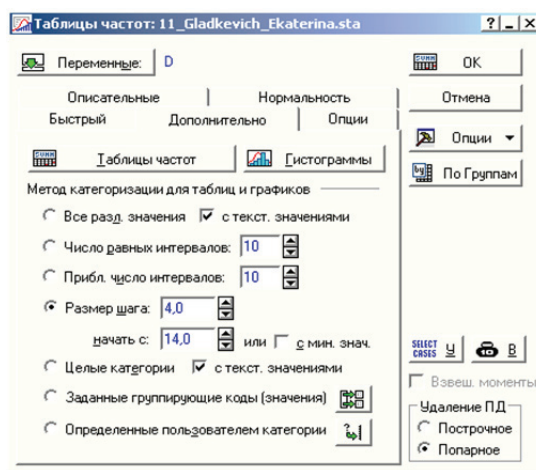 Таблицы частот: 11_Gladkevich_Ekaterina.sta
Переменные: D
OK
Описательные Нормальность
Отмена
Быстрый Дополнительно Опции
Опции
Таблицы частот Гистограммы
По Группам
Метод категоризации для таблиц и графиков
Все разд. значения с текст. значениями
Число равных интервалов: 10
Прибл. число интервалов: 10
Размер шага: 4,0
начать с: 14,0 или с мин. знач.
SELECT CASES У В
Целые категории с текст. значениями
Взвеш. моменты
Заданные группирующие коды (значения)
Удаление ПД
Построчное
Определенные пользователем категории
Попарное